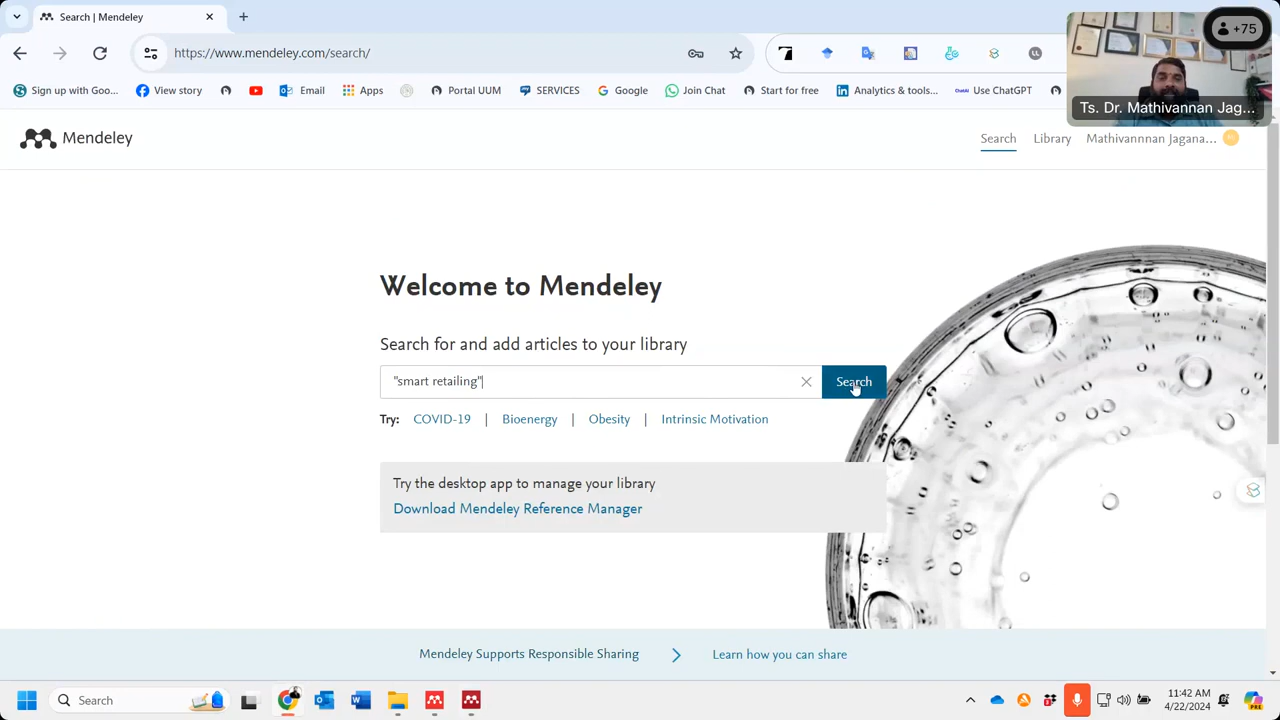 Search | Mendeley
https://www.mendeley.com/search/
+75
Sign up with Goo...
View story
Email
Apps
Portal UUM
SERVICES
Google
Join Chat
Start for free
Analytics & tools...
Use ChatGPT
Ts. Dr. Mathivannan Jag...
Mendeley
Search
Library
Mathivannnan Jagana...
Welcome to Mendeley
Search for and add articles to your library
"smart retailing"
Search
Try: COVID-19 | Bioenergy | Obesity | Intrinsic Motivation
Try the desktop app to manage your library
Download Mendeley Reference Manager
Mendeley Supports Responsible Sharing
Learn how you can share
Search
11:42 AM
4/22/2024